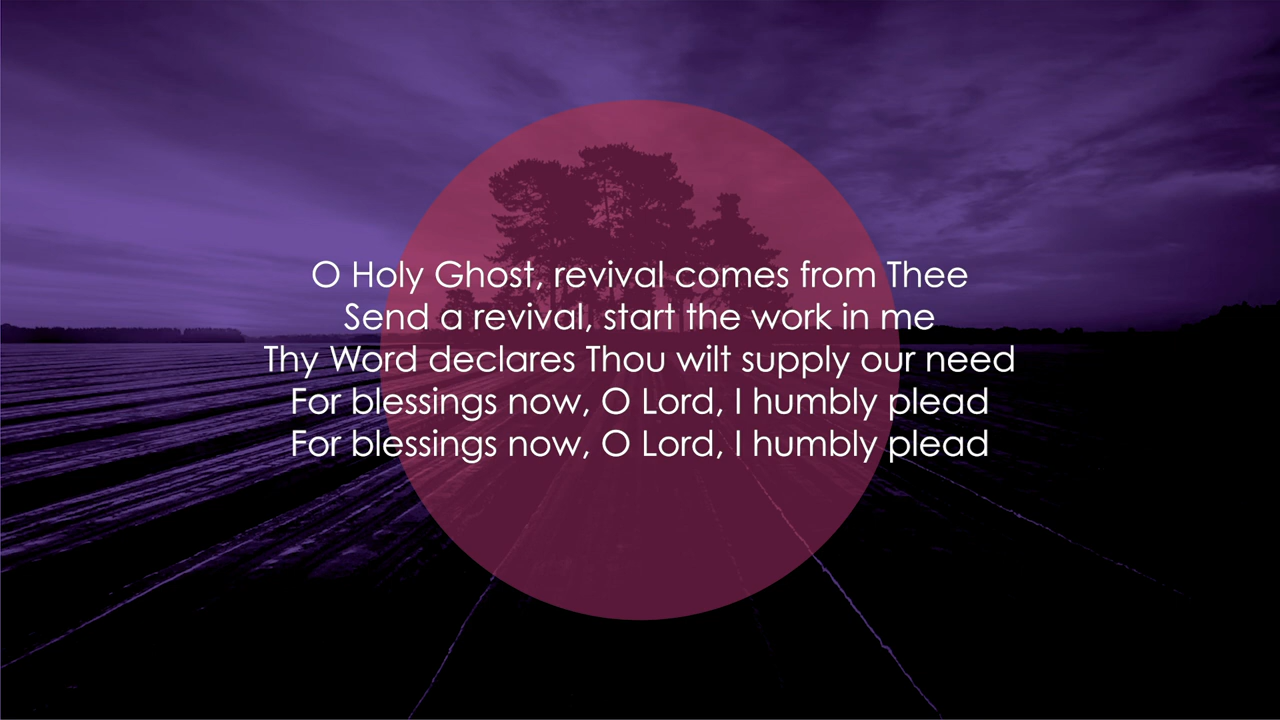 O Holy Ghost, revival comes from Thee
Send a revival, start the work in me
Thy Word declares Thou wilt supply our need
For blessings now, O Lord, I humbly plead
For blessings now, O Lord, I humbly plead